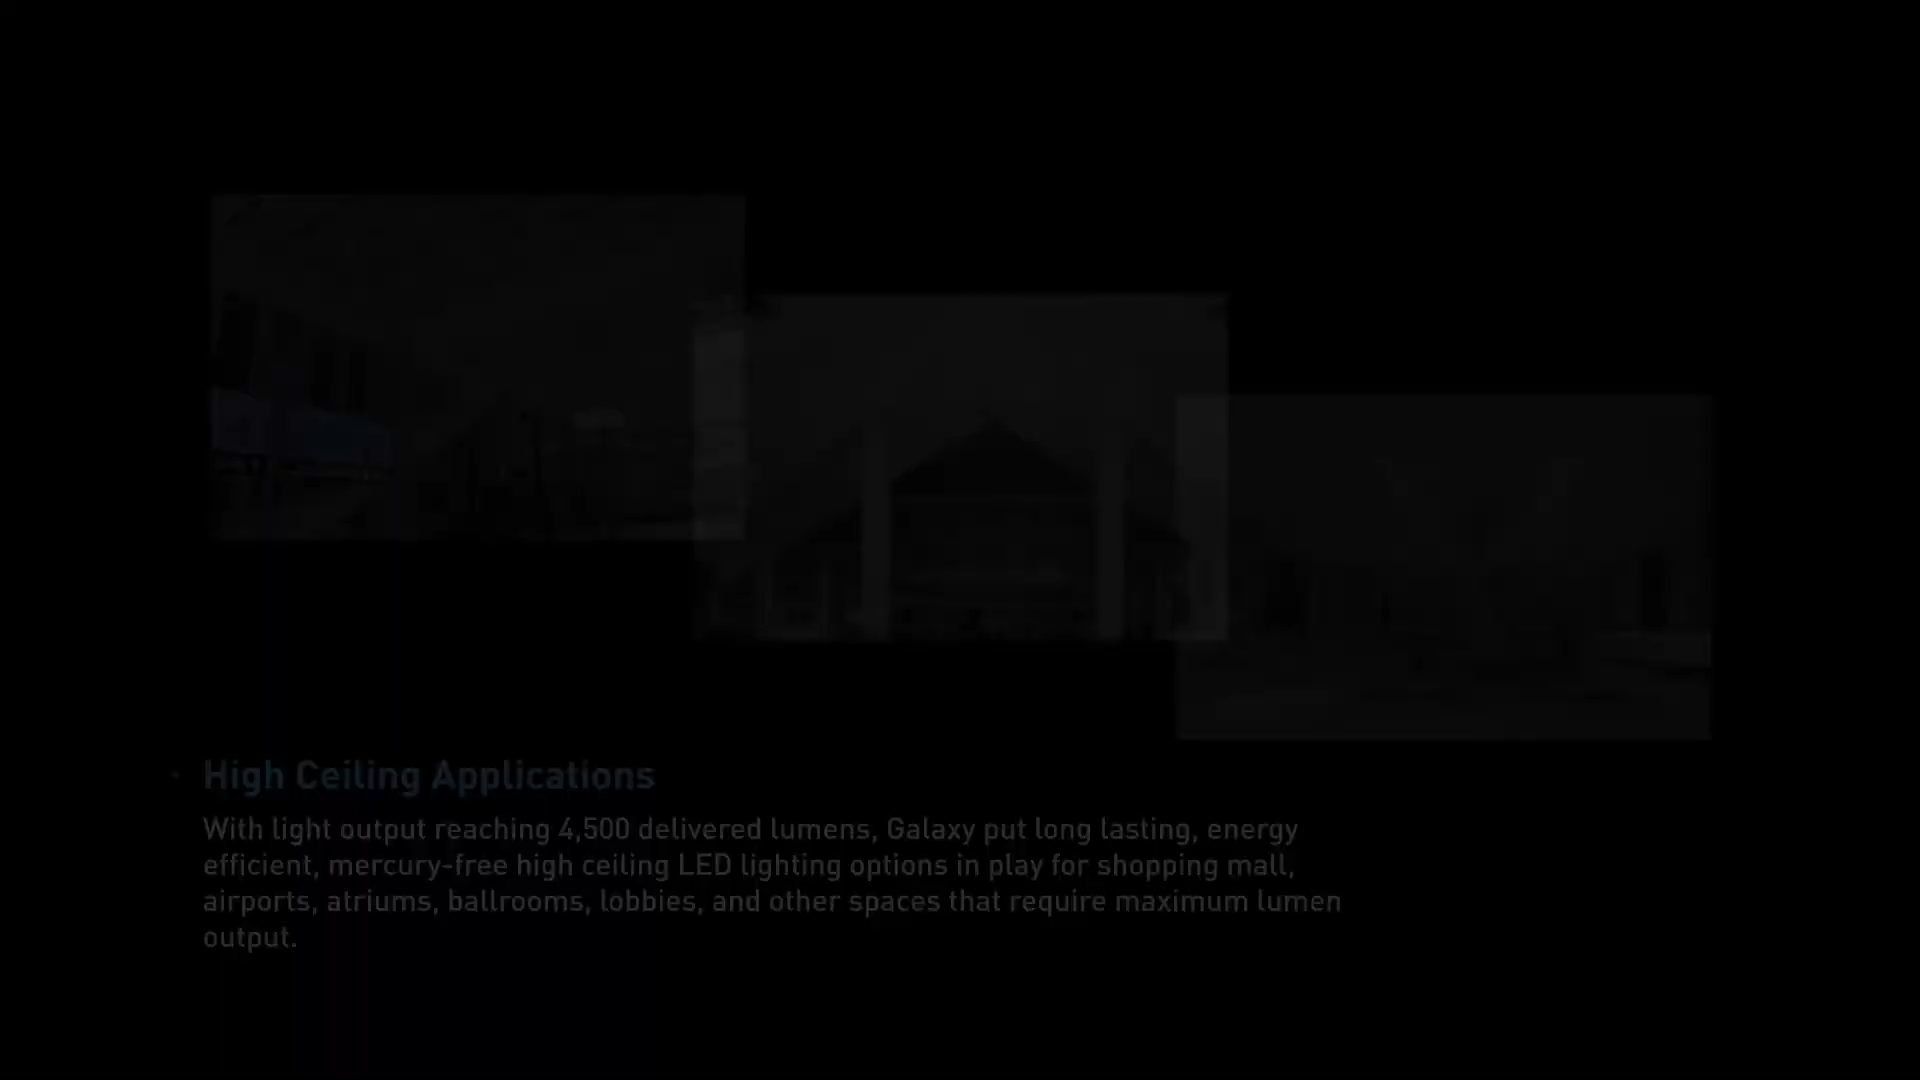 High Ceiling Applications
With light output reaching 4,500 delivered lumens, Galaxy put long lasting, energy
efficient, mercury-free high ceiling LED lighting options in play for shopping mall,
airports, atriums, ballrooms, lobbies, and other spaces that require maximum lumen
output.